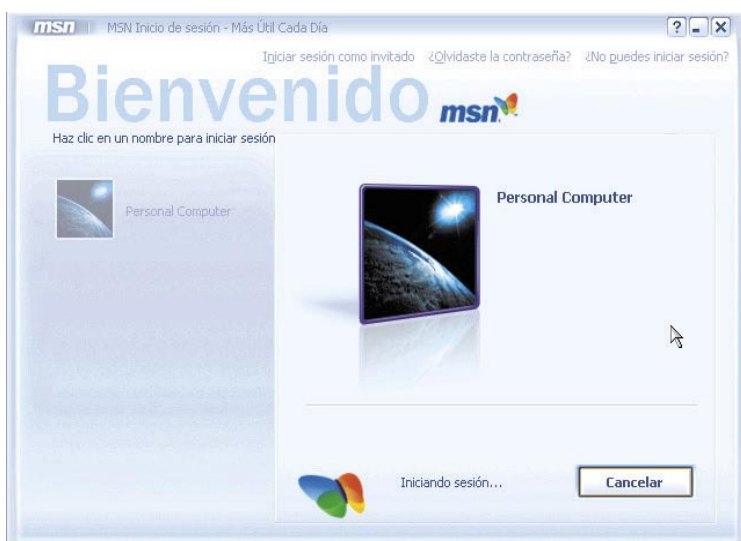 msn MSN Inicio de sesión - Más Útil Cada Día
Iniciar sesión como invitado ¿Olvidaste la contraseña? ¿No puedes iniciar sesión?
Bienvenido msn
Haz clic en un nombre para iniciar sesión
Personal Computer
Personal Computer
Iniciando sesión... Cancelar